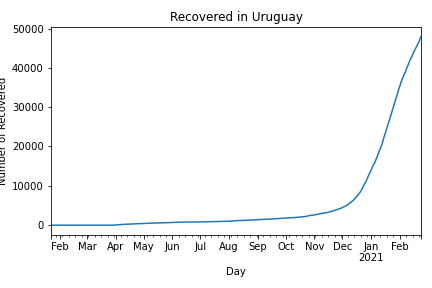 Recovered in Uruguay
Number of Recovered
50000
40000
30000
20000
10000
0
Feb Mar Apr May Jun Jul Aug Sep Oct Nov Dec Jan Feb
2021
Day